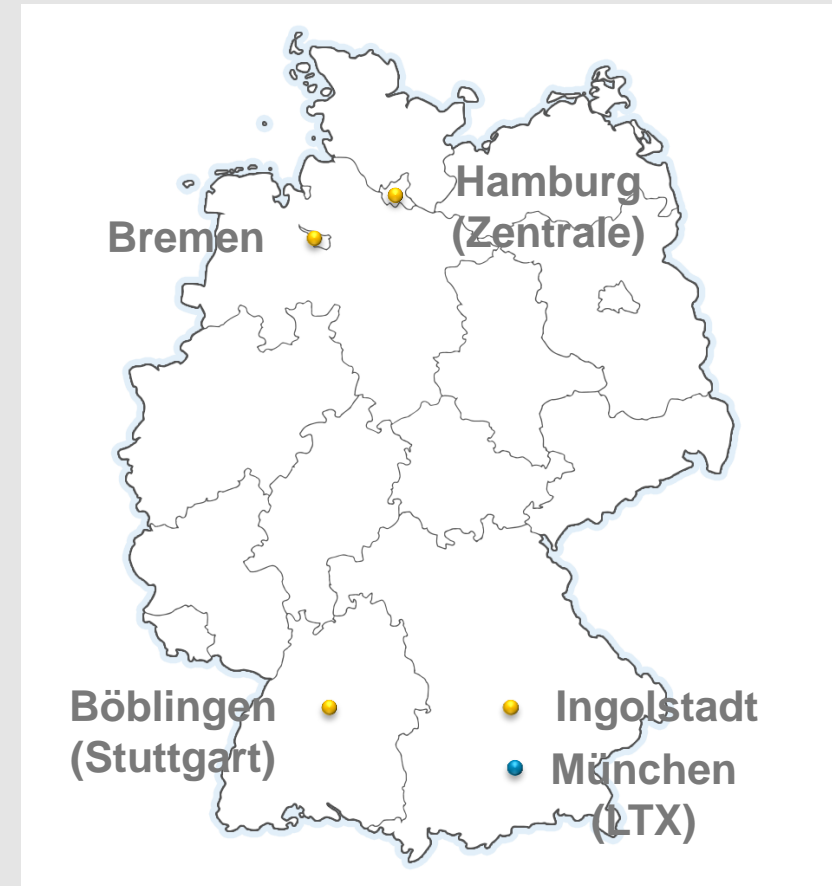 Hamburg
(Zentrale)
Bremen
Böblingen
(Stuttgart)
Ingolstadt
München
(LTX)